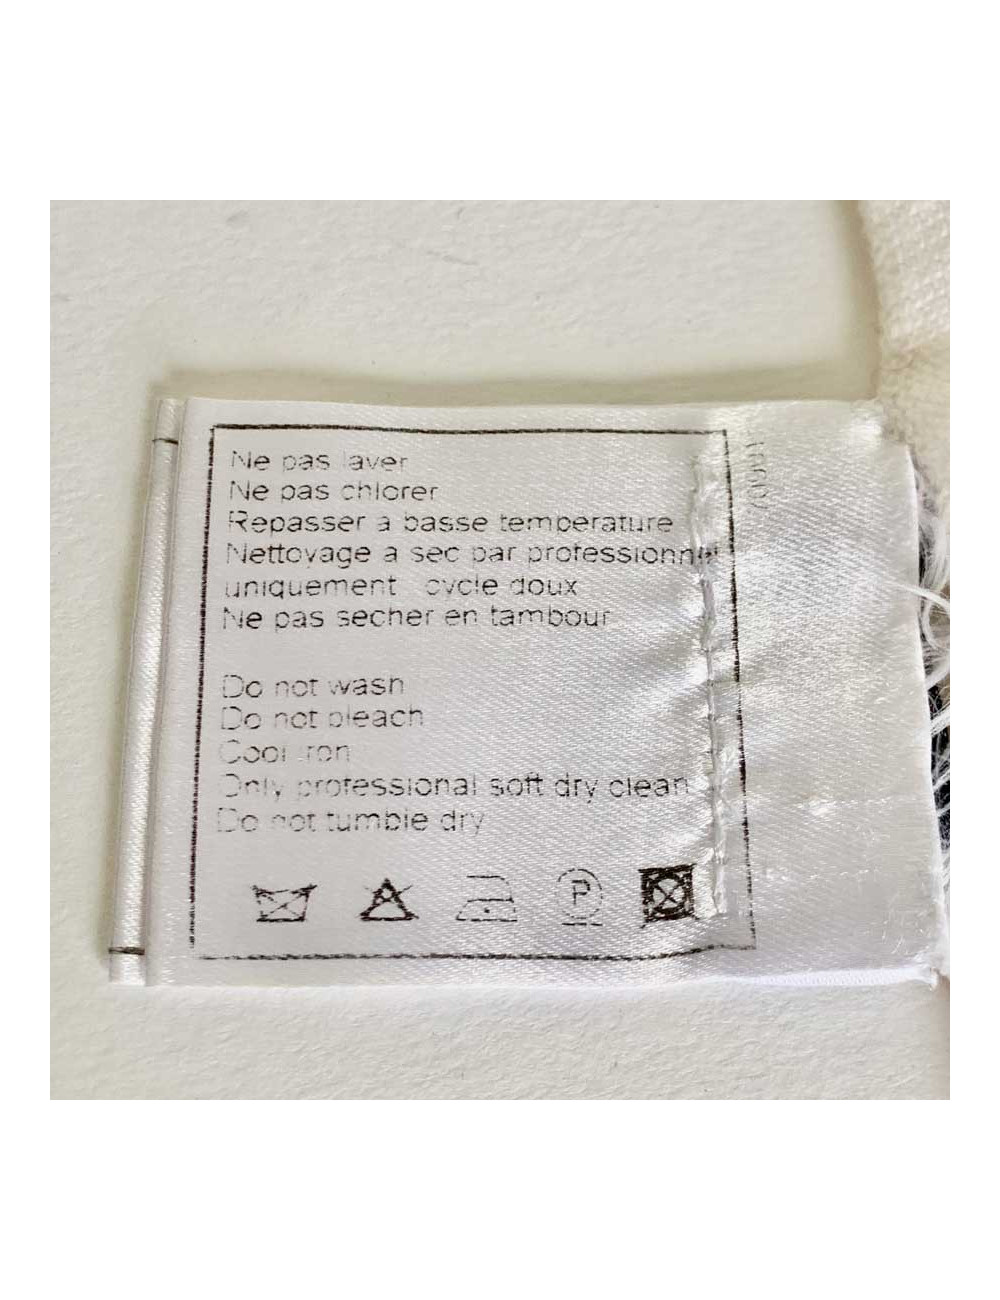 Ne pas laver
Ne pas chlorer
Repasser a basse temperature
Nettoyage a sec par professionnel
uniquement cycle doux
Ne pas secher en tambour
Do not wash
Do not bleach
Cool iron
Only professional soft dry clean
Do not tumble dry
P